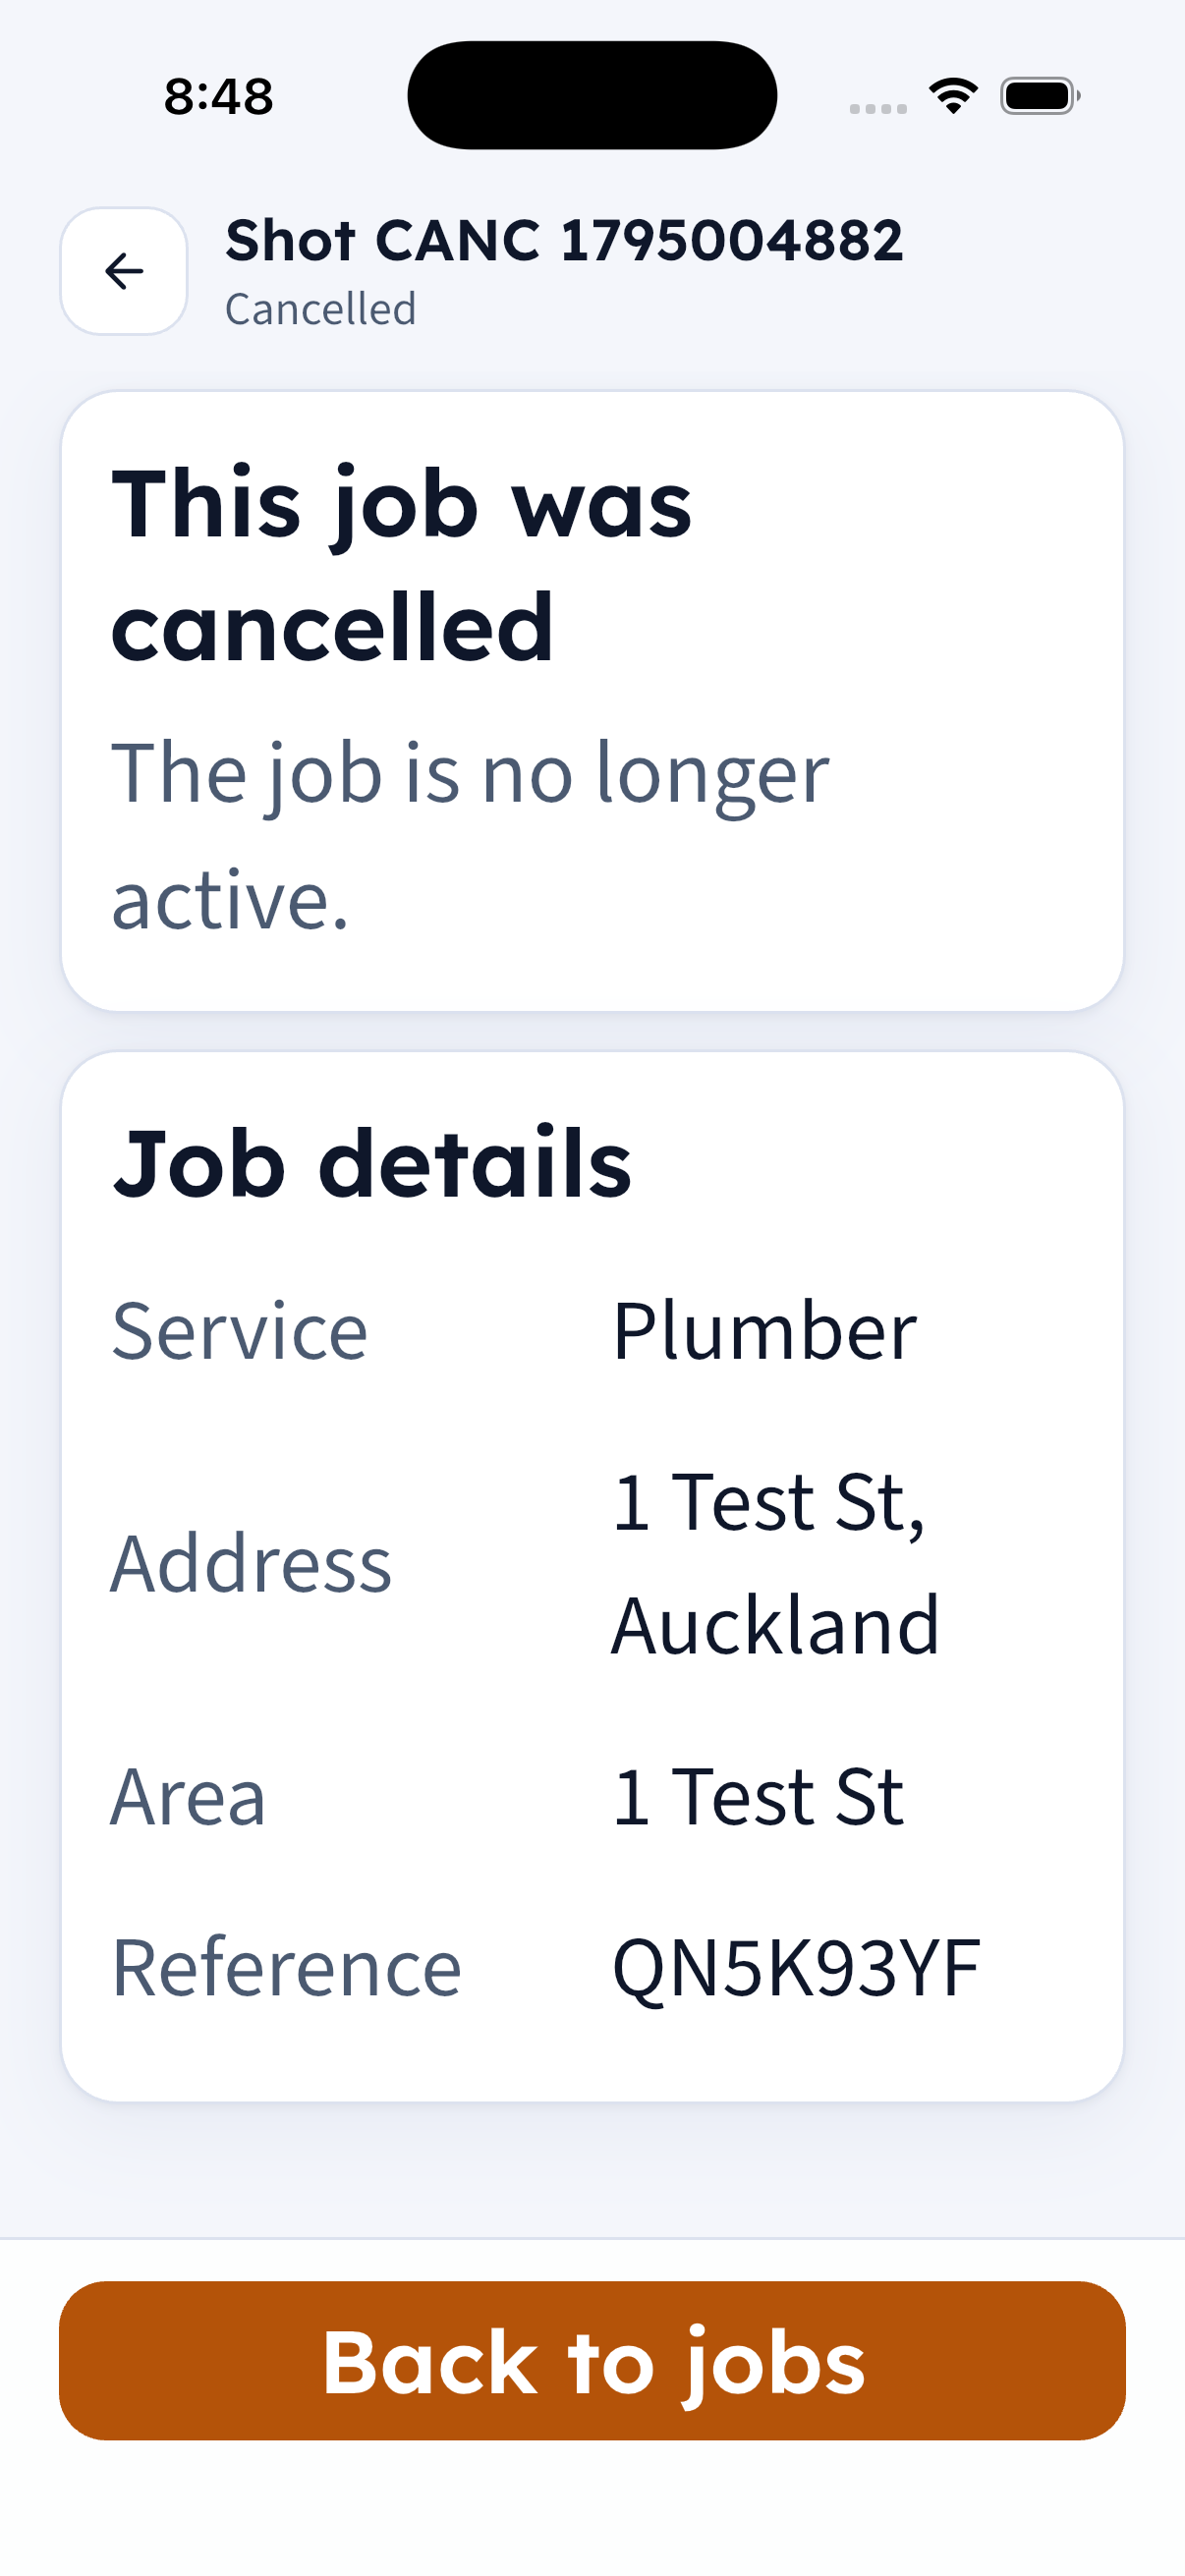 8:48
Shot CANC 1795004882
Cancelled
This job was
cancelled
The job is no longer
active.
Job details
Service Plumber
Address 1 Test St,
Auckland
Area 1 Test St
Reference QN5K93YF
Back to jobs